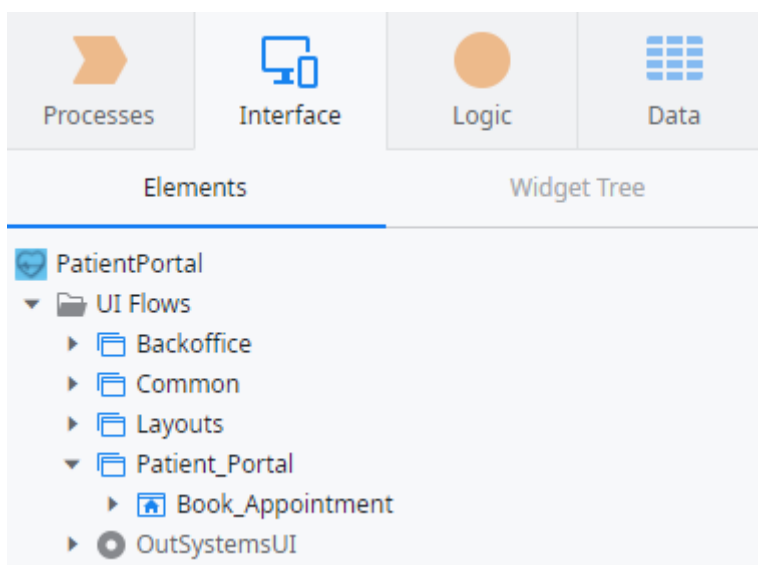 Processes Interface Logic Data
Elements Widget Tree
PatientPortal
UI Flows
Backoffice
Common
Layouts
Patient_Portal
Book_Appointment
OutSystemsUI